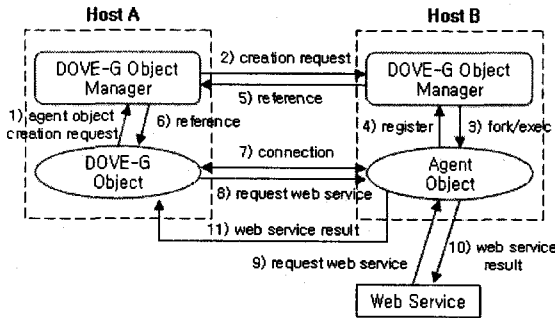 Host A
Host B
DOVE-G Object
Manager
2) creation request
5) reference
DOVE-G Object
Manager
1) agent object
creation request
6) reference
4) register
3) fork/exec
DOVE-G
Object
7) connection
8) request web service
Agent
Object
11) web service result
9) request web service
10) web service
result
Web Service